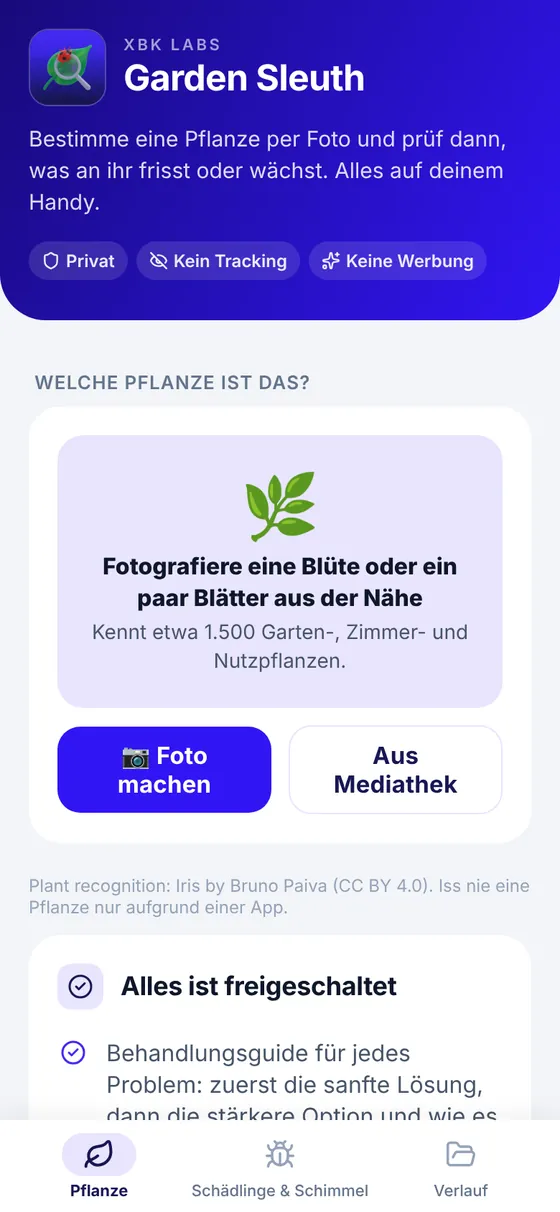 XBK LABS
Garden Sleuth
Bestimme eine Pflanze per Foto und prüf dann,
was an ihr frisst oder wächst. Alles auf deinem
Handy.
Privat
Kein Tracking
Keine Werbung
WELCHE PFLANZE IST DAS?
Fotografiere eine Blüte oder ein
paar Blätter aus der Nähe
Kennt etwa 1.500 Garten-, Zimmer- und
Nutzpflanzen.
Foto
machen
Aus
Mediathek
Plant recognition: Iris by Bruno Paiva (CC BY 4.0). Iss nie eine
Pflanze nur aufgrund einer App.
Alles ist freigeschaltet
Behandlungsguide für jedes
Problem: zuerst die sanfte Lösung,
dann die stärkere Option und wie es
Pflanze
Schädlinge & Schimmel
Verlauf